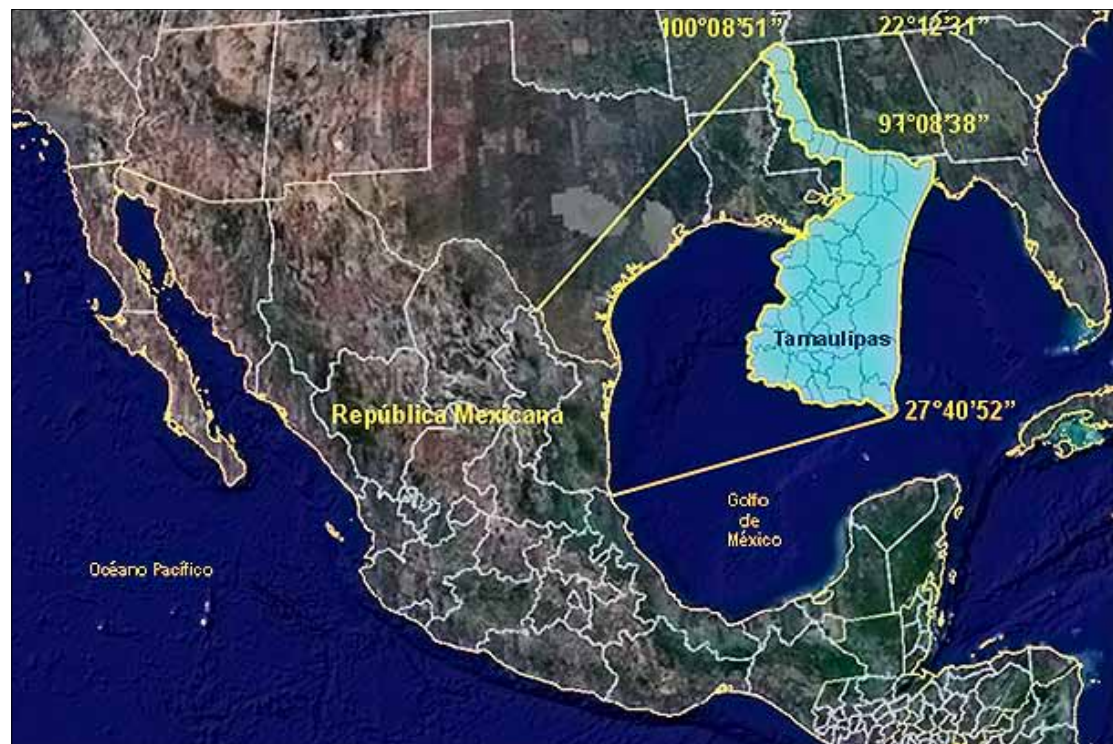 100°08’51”
22°12’31”
97°08’38”
Tamaulipas
República Mexicana
27°40’52”
Golfo
de
México
Océano Pacífico